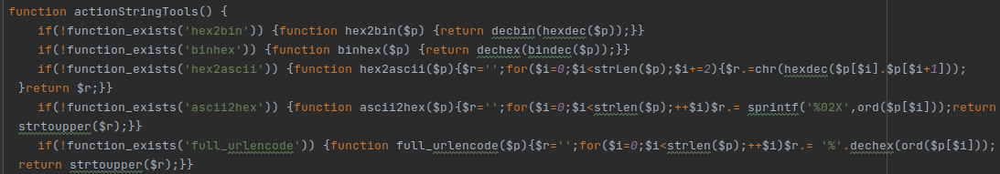 function actionStringTools() {
if(!function_exists('hex2bin')) {function hex2bin($p) {return decbin(hexdec($p));}}
if(!function_exists('binhex')) {function binhex($p) {return dechex(bindec($p));}}
if(!function_exists('hex2ascii')) {function hex2ascii($p){$r='';for($i=0;$i<strLen($p);$i+=2){$r.=chr(hexdec($p[$i].$p[$i+1]));
}return $r;}}
if(!function_exists('ascii2hex')) {function ascii2hex($p){$r='';for($i=0;$i<strlen($p);++$i)$r.= sprintf('%02X',ord($p[$i]));return
strtoupper($r);}}
if(!function_exists('full_urlencode')) {function full_urlencode($p){$r='';for($i=0;$i<strlen($p);++$i)$r.= '%'.dechex(ord($p[$i]));
return strtoupper($r);}}